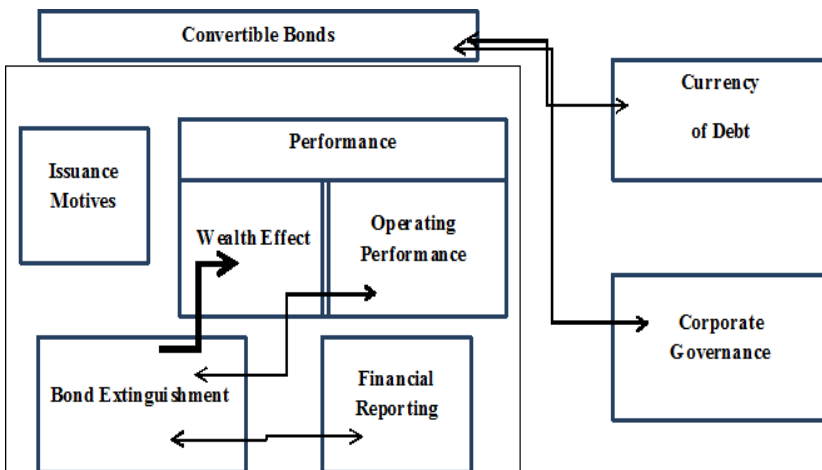 Convertible Bonds
Currency
of Debt
Performance
Issuance
Motives
Wealth Effect
Operating
Performance
Corporate
Governance
Bond Extinguishment
Financial
Reporting